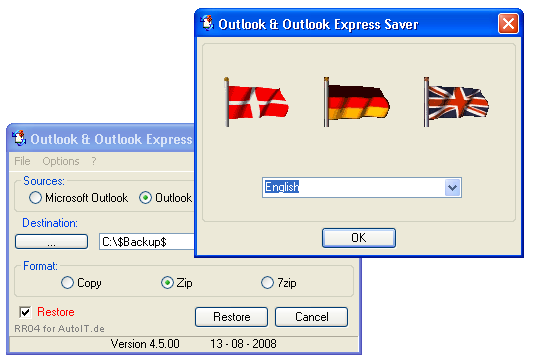 Outlook & Outlook Express Saver
English
OK
Outlook & Outlook Express
File Options ?
Sources:
Microsoft Outlook Outlook
Destination:
... C:\$Backup$
Format:
Copy Zip 7zip
Restore Restore Cancel
RR04 for AutoIT.de
Version 4.5.00 13 - 08 - 2008